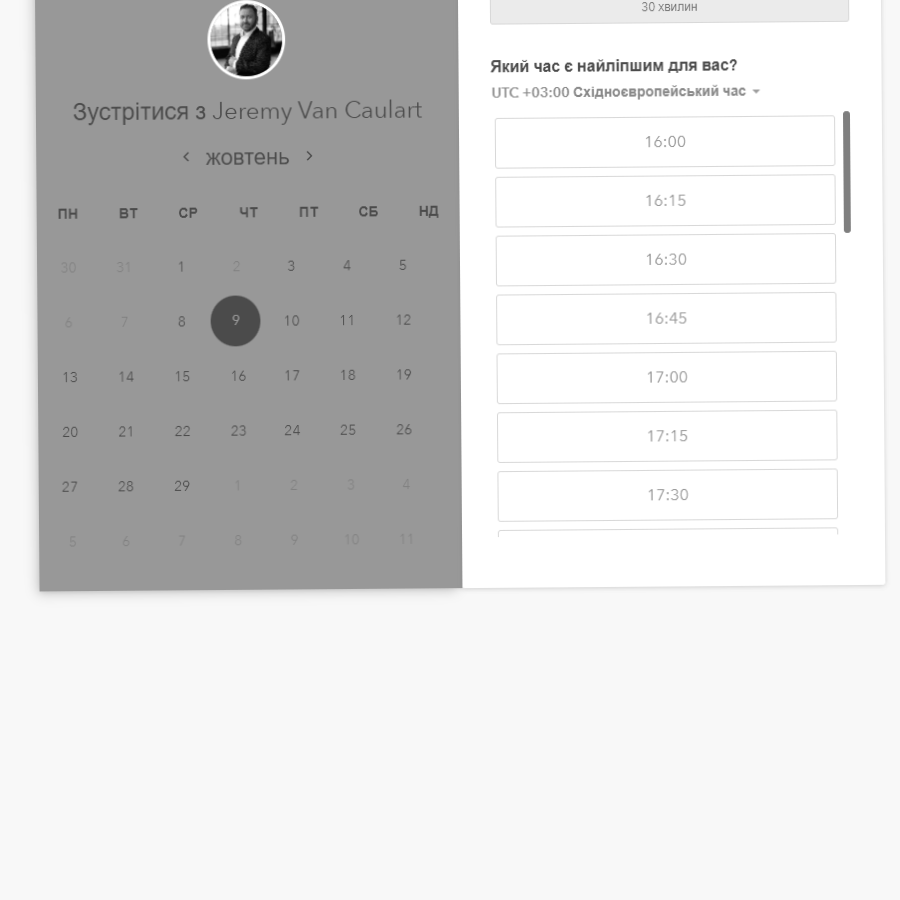 Зустрітися з Jeremy Van Caulart
‹ жовтень ›
ПН ВТ СР ЧТ ПТ СБ НД
30 31 1 2 3 4 5
6 7 8 9 10 11 12
13 14 15 16 17 18 19
20 21 22 23 24 25 26
27 28 29 1 2 3 4
5 6 7 8 9 10 11
30 хвилин
Який час є найліпшим для вас?
UTC +03:00 Східноєвропейський час
16:00
16:15
16:30
16:45
17:00
17:15
17:30